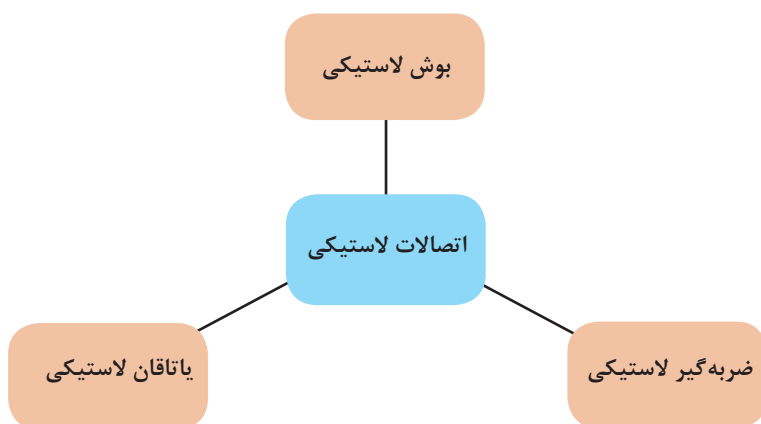 بوش لاستیکی
اتصالات لاستیکی
ضربه‌گیر لاستیکی
یاتاقان لاستیکی